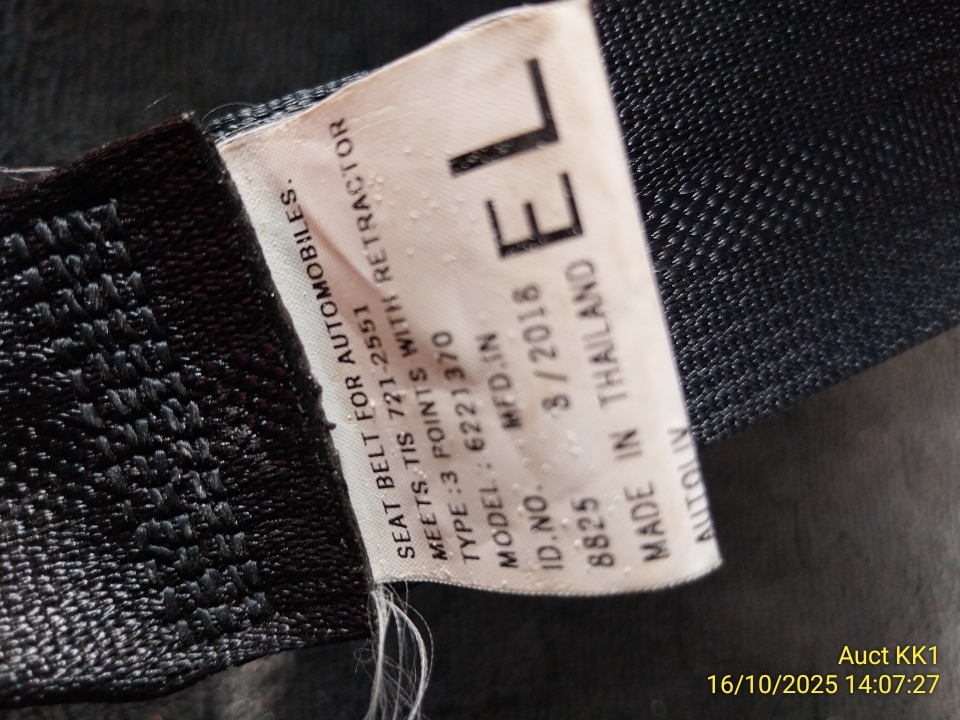 SEAT BELT FOR AUTOMOBILES.
MEETS. TIS 721-2551
TYPE : 3 POINTS WITH RETRACTOR
MODEL : 6221370
ID.NO. MFD.IN
8825 8/2018
MADE IN THAILAND
EL
AUTOLIV
Auct KK1
16/10/2025 14:07:27